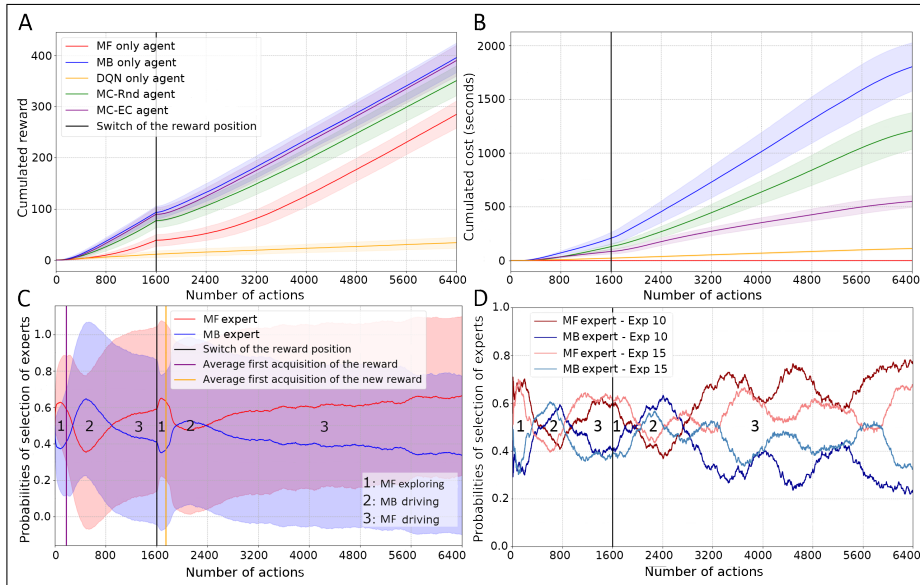 A
Cumulated reward
400
300
200
100
0
MF only agent
MB only agent
DQN only agent
MC-Rnd agent
MC-EC agent
Switch of the reward position
0 800 1600 2400 3200 4000 4800 5600 6400
Number of actions
B
Cumulated cost (seconds)
2000
1500
1000
500
0
0 800 1600 2400 3200 4000 4800 5600 6400
Number of actions
C
Probabilities of selection of experts
1.0
0.8
0.6
0.4
0.2
0.0
MF expert
MB expert
Switch of the reward position
Average first acquisition of the reward
Average first acquisition of the new reward
1 2 3 1 2 3
1: MF exploring
2: MB driving
3: MF driving
0 800 1600 2400 3200 4000 4800 5600 6400
Number of actions
D
Probabilities of selection of experts
1.0
0.8
0.6
0.4
0.2
0.0
MF expert - Exp 10
MB expert - Exp 10
MF expert - Exp 15
MB expert - Exp 15
1 2 3 1 2 3
0 800 1600 2400 3200 4000 4800 5600 6400
Number of actions